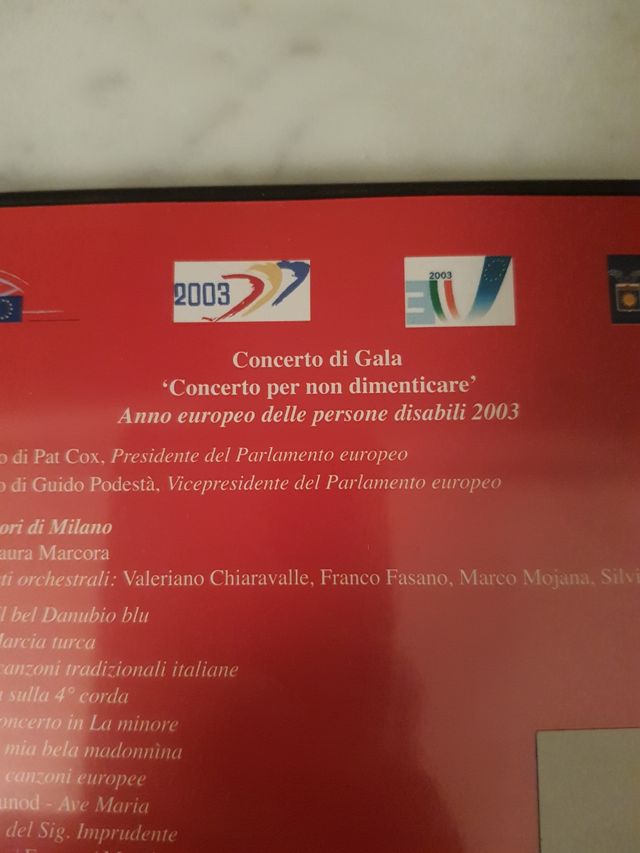 2003
2003
EU
Concerto di Gala
‘Concerto per non dimenticare’
Anno europeo delle persone disabili 2003
o di Pat Cox, Presidente del Parlamento europeo
o di Guido Podestà, Vicepresidente del Parlamento europeo
ori di Milano
aura Marcora
ti orchestrali: Valeriano Chiaravalle, Franco Fasano, Marco Mojana, Silvi
l bel Danubio blu
Marcia turca
canzoni tradizionali italiane
sulla 4° corda
oncerto in La minore
mia bela madonnìna
canzoni europee
unod - Ave Maria
del Sig. Imprudente